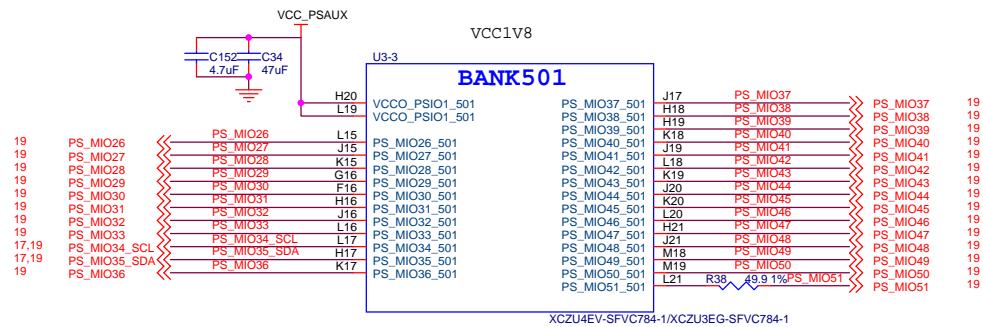 VCC_PSAUX
VCC1V8
C152 C34
4.7uF 47uF
U3-3
BANK501
H20 VCCO_PSIO1_501
L19 VCCO_PSIO1_501
19 PS_MIO26 PS_MIO26 L15 PS_MIO26_501
19 PS_MIO27 PS_MIO27 J15 PS_MIO27_501
19 PS_MIO28 PS_MIO28 K15 PS_MIO28_501
19 PS_MIO29 PS_MIO29 G16 PS_MIO29_501
19 PS_MIO30 PS_MIO30 F16 PS_MIO30_501
19 PS_MIO31 PS_MIO31 H16 PS_MIO31_501
19 PS_MIO32 PS_MIO32 J16 PS_MIO32_501
19 PS_MIO33 PS_MIO33 L16 PS_MIO33_501
17,19 PS_MIO34_SCL PS_MIO34_SCL L17 PS_MIO34_501
17,19 PS_MIO35_SDA PS_MIO35_SDA H17 PS_MIO35_501
19 PS_MIO36 PS_MIO36 K17 PS_MIO36_501
PS_MIO37_501 J17 PS_MIO37 PS_MIO37 19
PS_MIO38_501 H18 PS_MIO38 PS_MIO38 19
PS_MIO39_501 H19 PS_MIO39 PS_MIO39 19
PS_MIO40_501 K18 PS_MIO40 PS_MIO40 19
PS_MIO41_501 J19 PS_MIO41 PS_MIO41 19
PS_MIO42_501 L18 PS_MIO42 PS_MIO42 19
PS_MIO43_501 K19 PS_MIO43 PS_MIO43 19
PS_MIO44_501 J20 PS_MIO44 PS_MIO44 19
PS_MIO45_501 K20 PS_MIO45 PS_MIO45 19
PS_MIO46_501 L20 PS_MIO46 PS_MIO46 19
PS_MIO47_501 H21 PS_MIO47 PS_MIO47 19
PS_MIO48_501 J21 PS_MIO48 PS_MIO48 19
PS_MIO49_501 M18 PS_MIO49 PS_MIO49 19
PS_MIO50_501 M19 PS_MIO50 PS_MIO50 19
PS_MIO51_501 L21 R38 49.9 1% PS_MIO51 PS_MIO51 19
XCZU4EV-SFVC784-1/XCZU3EG-SFVC784-1